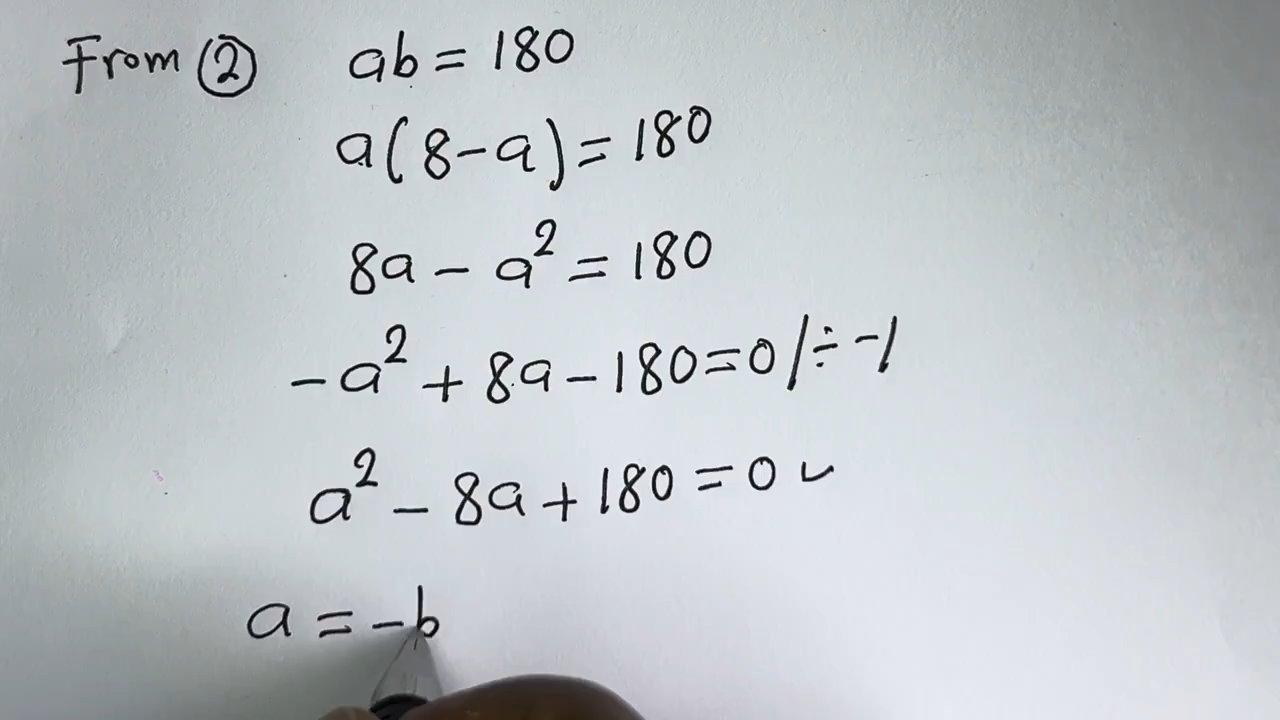 From ② ab = 180
a(8-a) = 180
8a - a² = 180
-a² + 8a - 180 = 0 / ÷ -1
a² - 8a + 180 = 0 ✓
a = -b